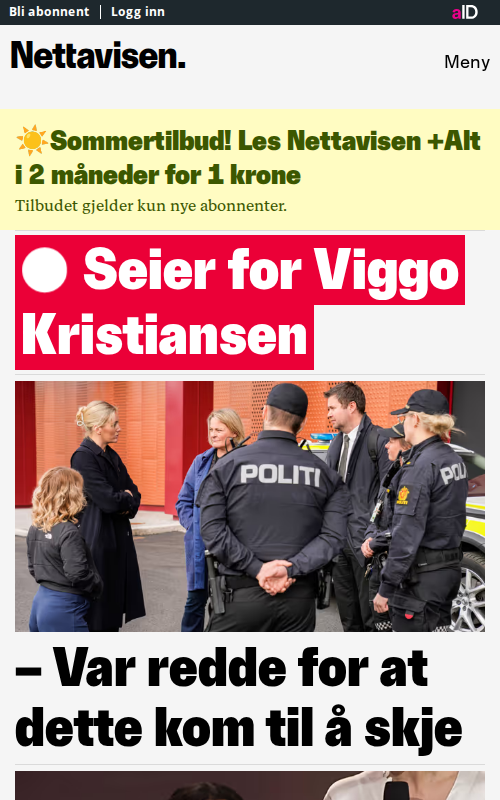 Bli abonnent | Logg inn
aID
Nettavisen.
Meny
☀️Sommertilbud! Les Nettavisen +Alt
i 2 måneder for 1 krone
Tilbudet gjelder kun nye abonnenter.
Seier for Viggo
Kristiansen
POLITI
POLI
– Var redde for at
dette kom til å skje